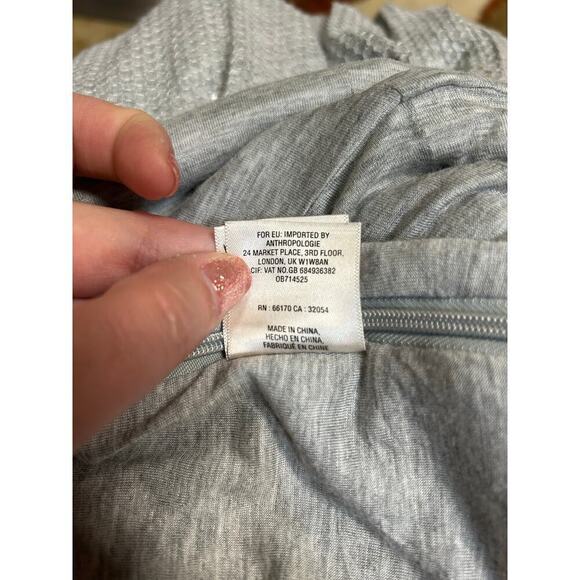 FOR EU: IMPORTED BY
ANTHROPOLOGIE
24 MARKET PLACE, 3RD FLOOR,
LONDON, UK W1W8AN
CIF: VAT NO.GB 684936382
0B714525
RN : 66170 CA : 32054
MADE IN CHINA,
HECHO EN CHINA,
FABRIQUÉ EN CHINE